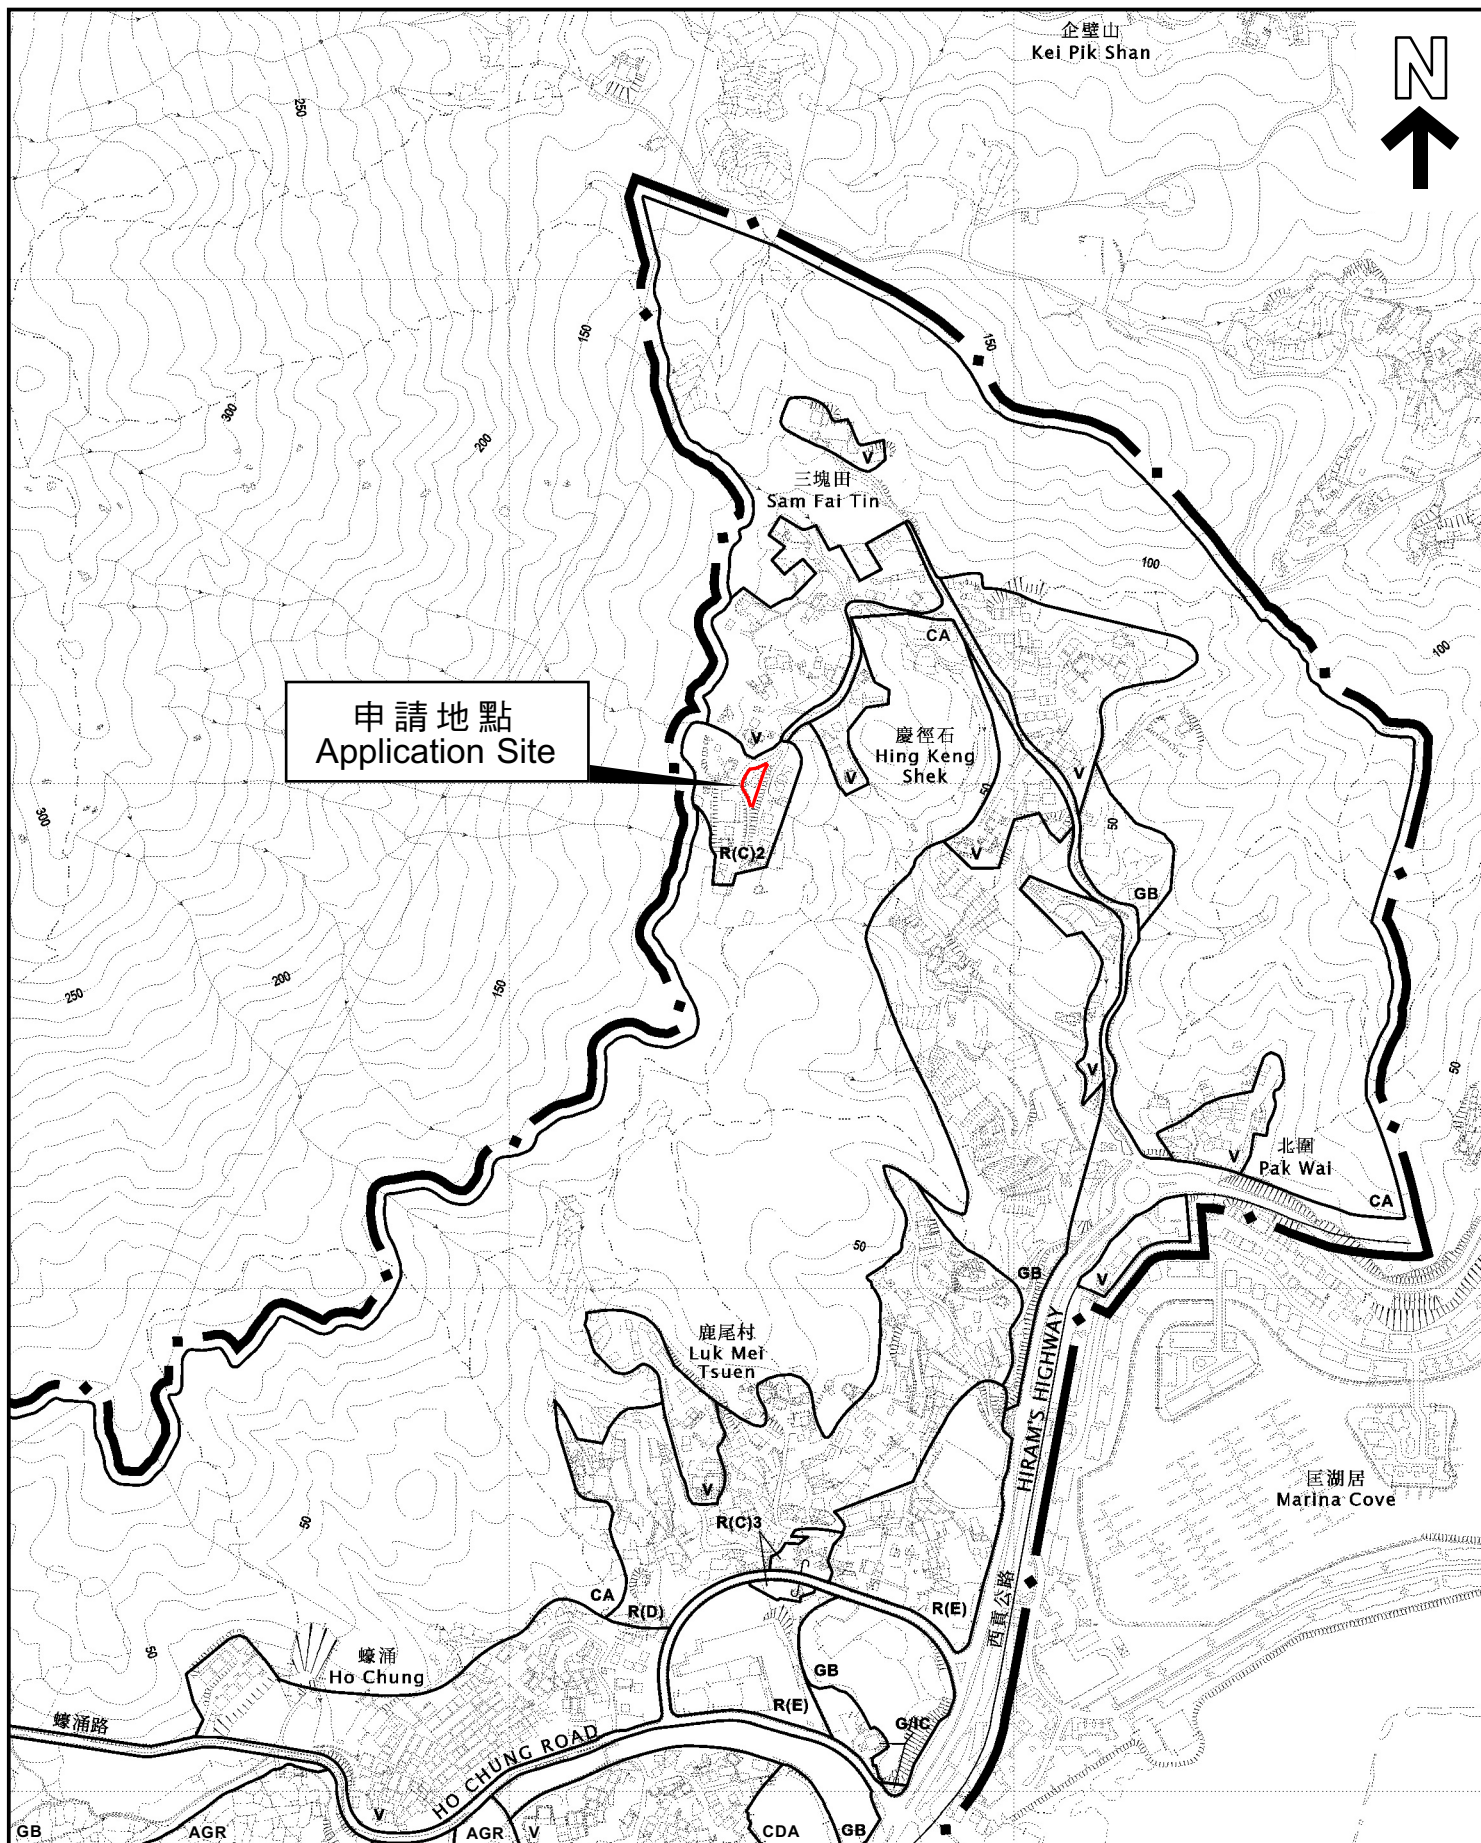 企壁山
Kei Pik Shan
N
250
150
150
300
200
V
三塊田
Sam Fai Tin
100
100
CA
申請地點
Application Site
V
慶徑石
Hing Keng
Shek
V
V
50
300
50
R(C)2
V
GB
250
200
150
V
50
北圍
Pak Wai
V
CA
50
GB
V
鹿尾村
Luk Mei
Tsuen
HIRAM'S HIGHWAY
西貢公路
匡湖居
Marina Cove
V
R(C)3
50
CA
R(D)
R(E)
50
蠔涌
Ho Chung
GB
R(E)
G/IC
蠔涌路
HO CHUNG ROAD
V
GB
AGR
AGR
V
CDA
GB